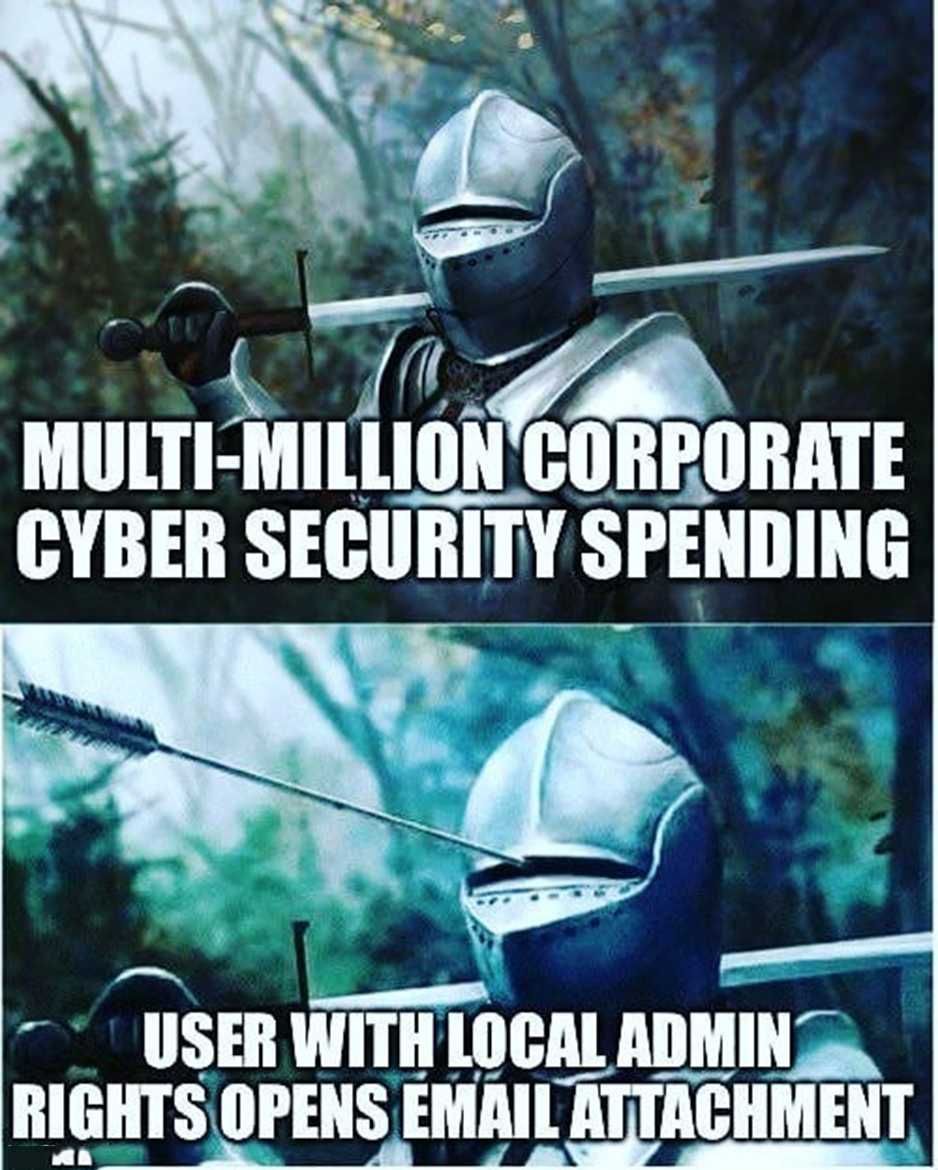 MULTI-MILLION CORPORATE
CYBER SECURITY SPENDING
USER WITH LOCAL ADMIN
RIGHTS OPENS EMAIL ATTACHMENT